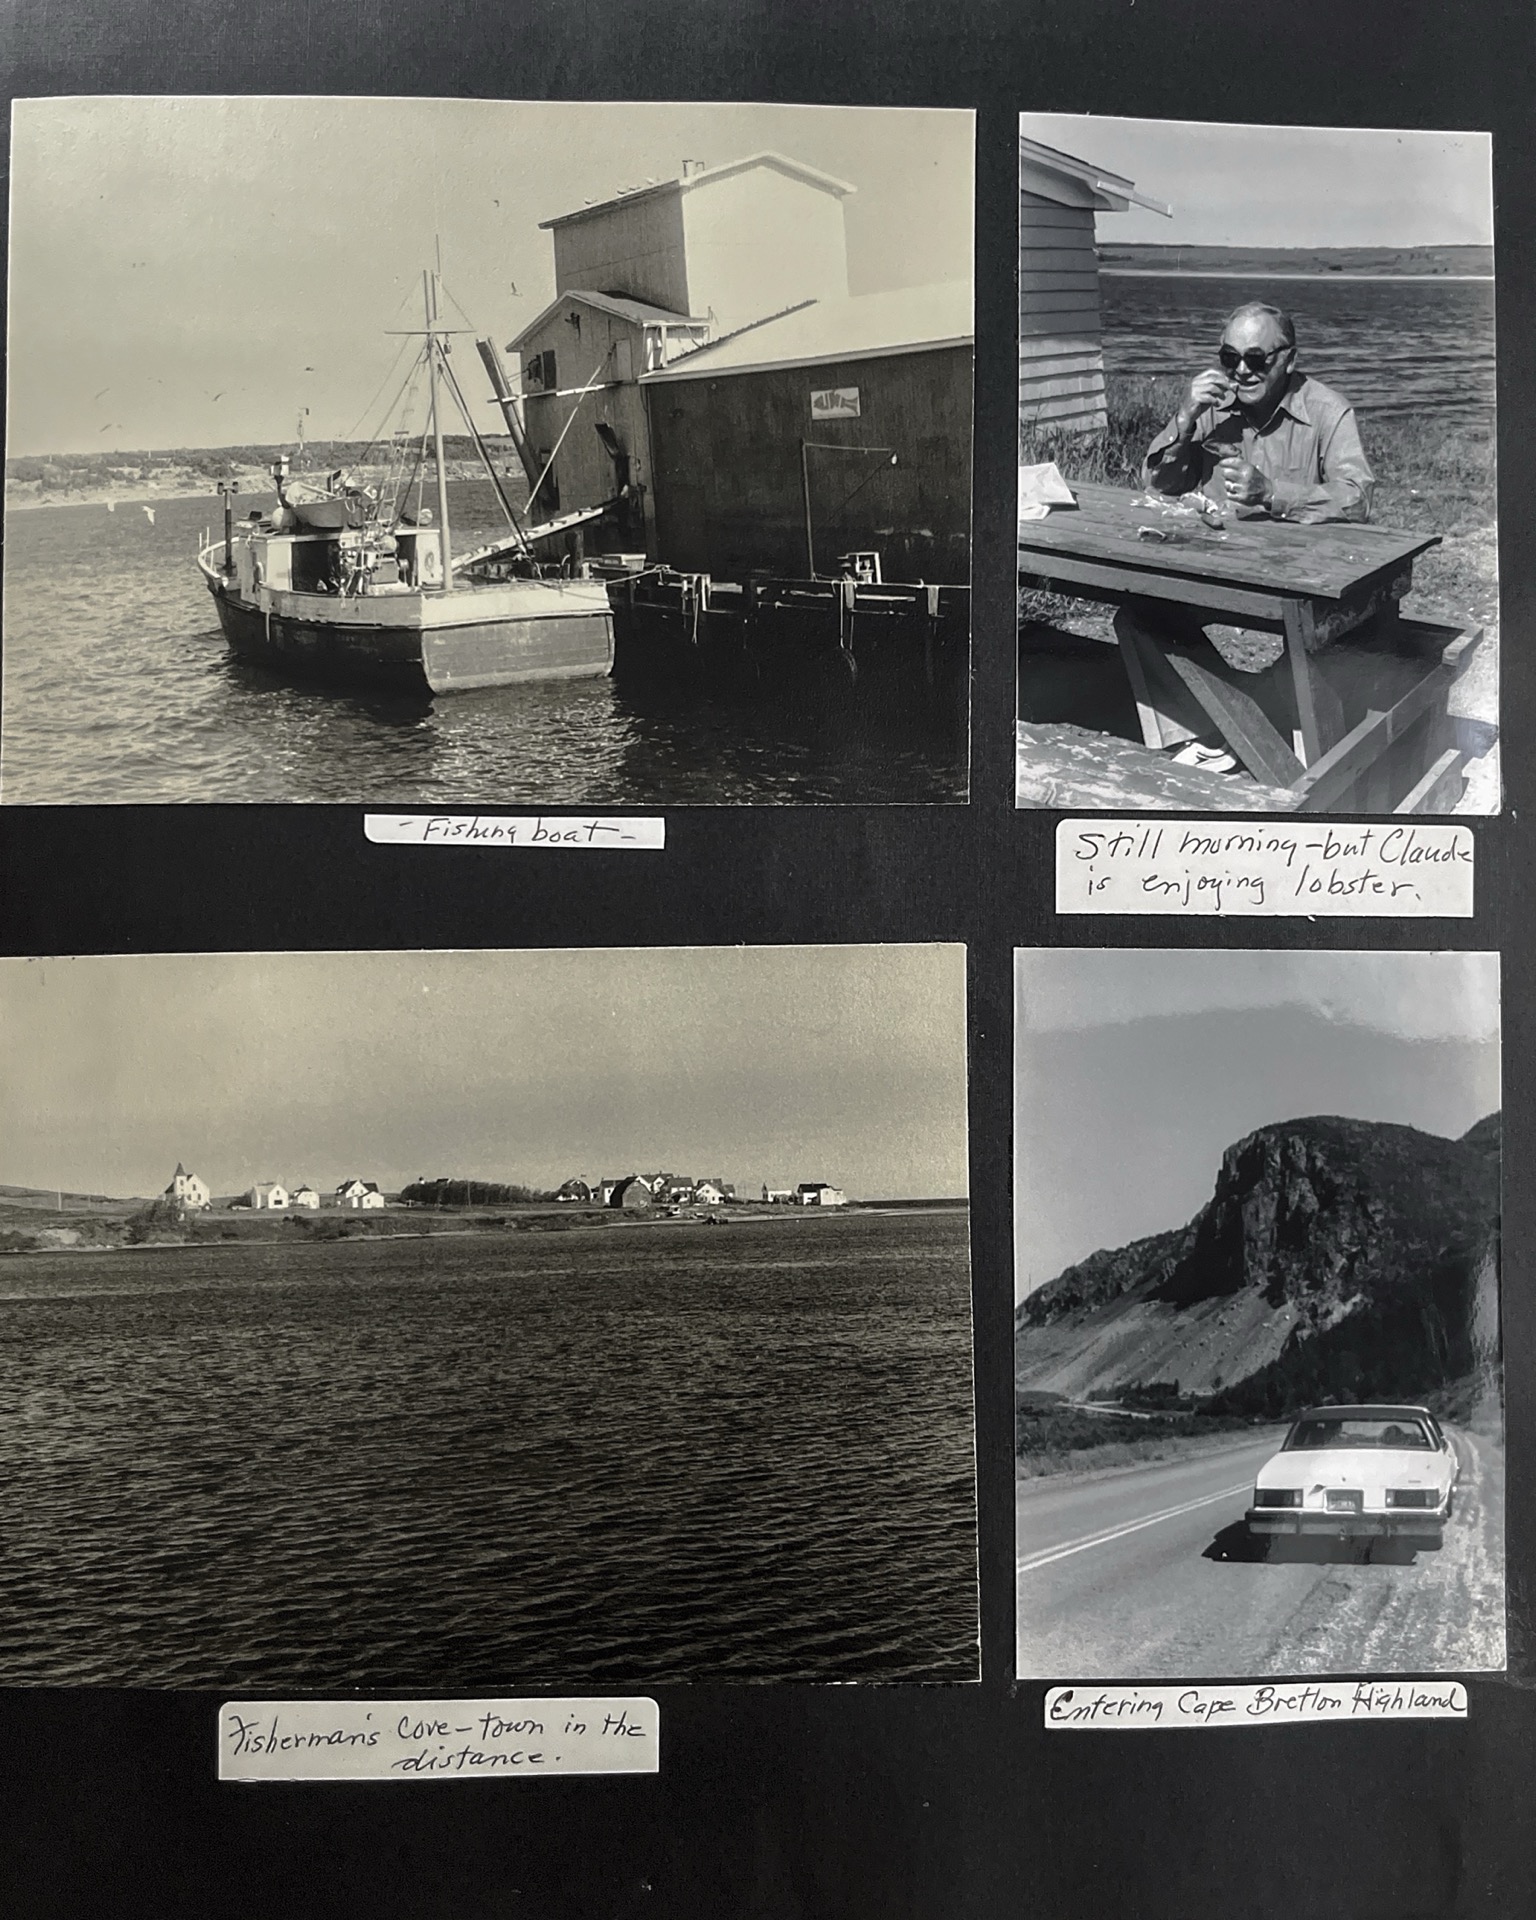 - Fishing boat -
Still morning - but Claude
is enjoying lobster.
Fisherman's Cove - town in the
distance.
Entering Cape Bretton Highland